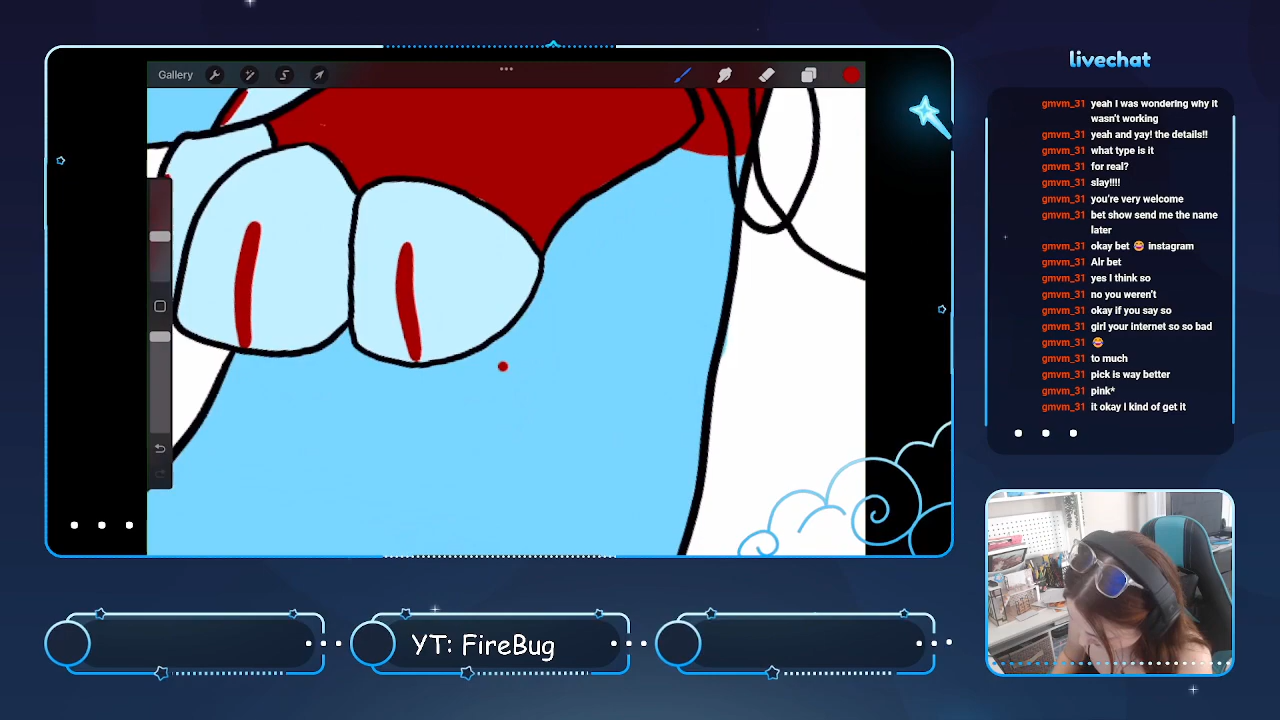 livechat
Gallery
gmvm_31 yeah I was wondering why it
wasn't working
gmvm_31 yeah and yay! the details!!
gmvm_31 what type is it
gmvm_31 for real?
gmvm_31 slay!!!!
gmvm_31 you're very welcome
gmvm_31 bet show send me the name
later
gmvm_31 okay bet 🤩 instagram
gmvm_31 Alr bet
gmvm_31 yes I think so
gmvm_31 no you weren't
gmvm_31 okay if you say so
gmvm_31 girl your internet so so bad
gmvm_31 🤩
gmvm_31 to much
gmvm_31 pick is way better
gmvm_31 pink*
gmvm_31 it okay I kind of get it
YT: FireBug